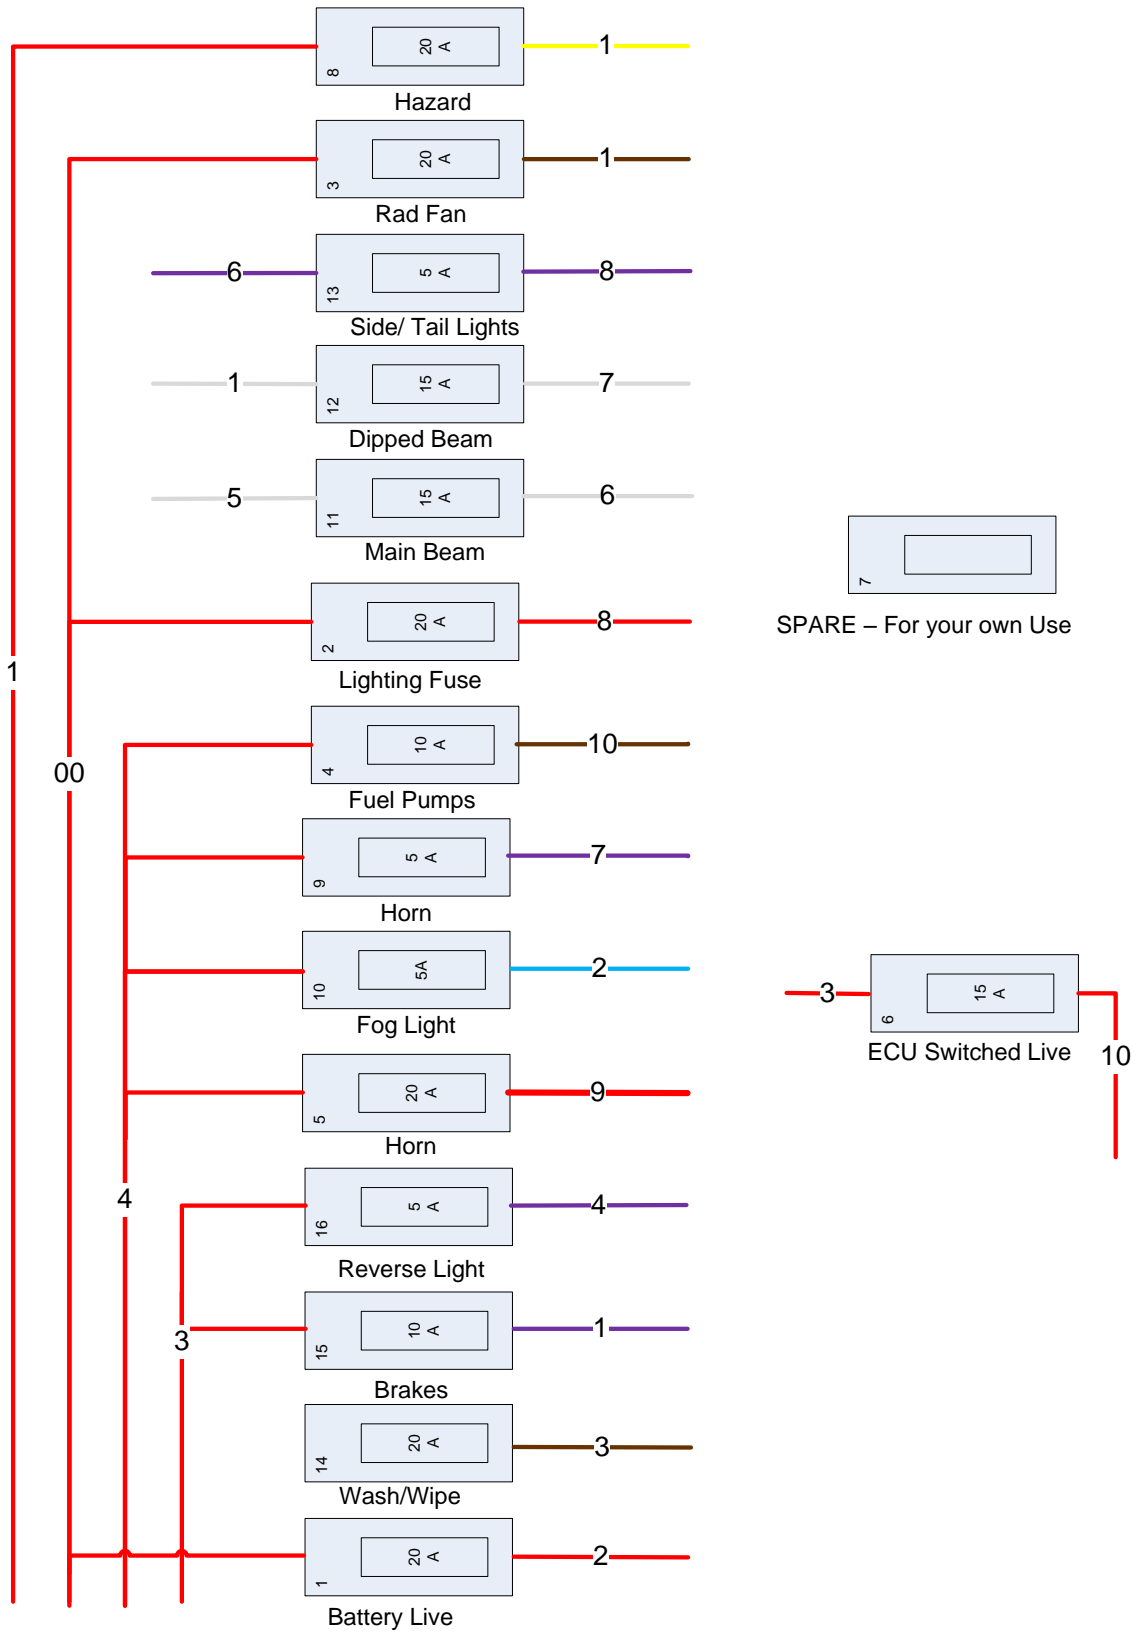 20 A
8
1
Hazard
20 A
3
1
Rad Fan
6
5 A
13
8
Side/ Tail Lights
1
15 A
12
7
Dipped Beam
5
15 A
11
6
Main Beam
7
SPARE – For your own Use
20 A
2
8
Lighting Fuse
1
00
10 A
4
10
Fuel Pumps
5 A
9
7
Horn
5A
10
2
Fog Light
3
15 A
6
ECU Switched Live
10
20 A
5
9
Horn
4
5 A
16
4
Reverse Light
3
10 A
15
1
Brakes
20 A
14
3
Wash/Wipe
20 A
1
2
Battery Live